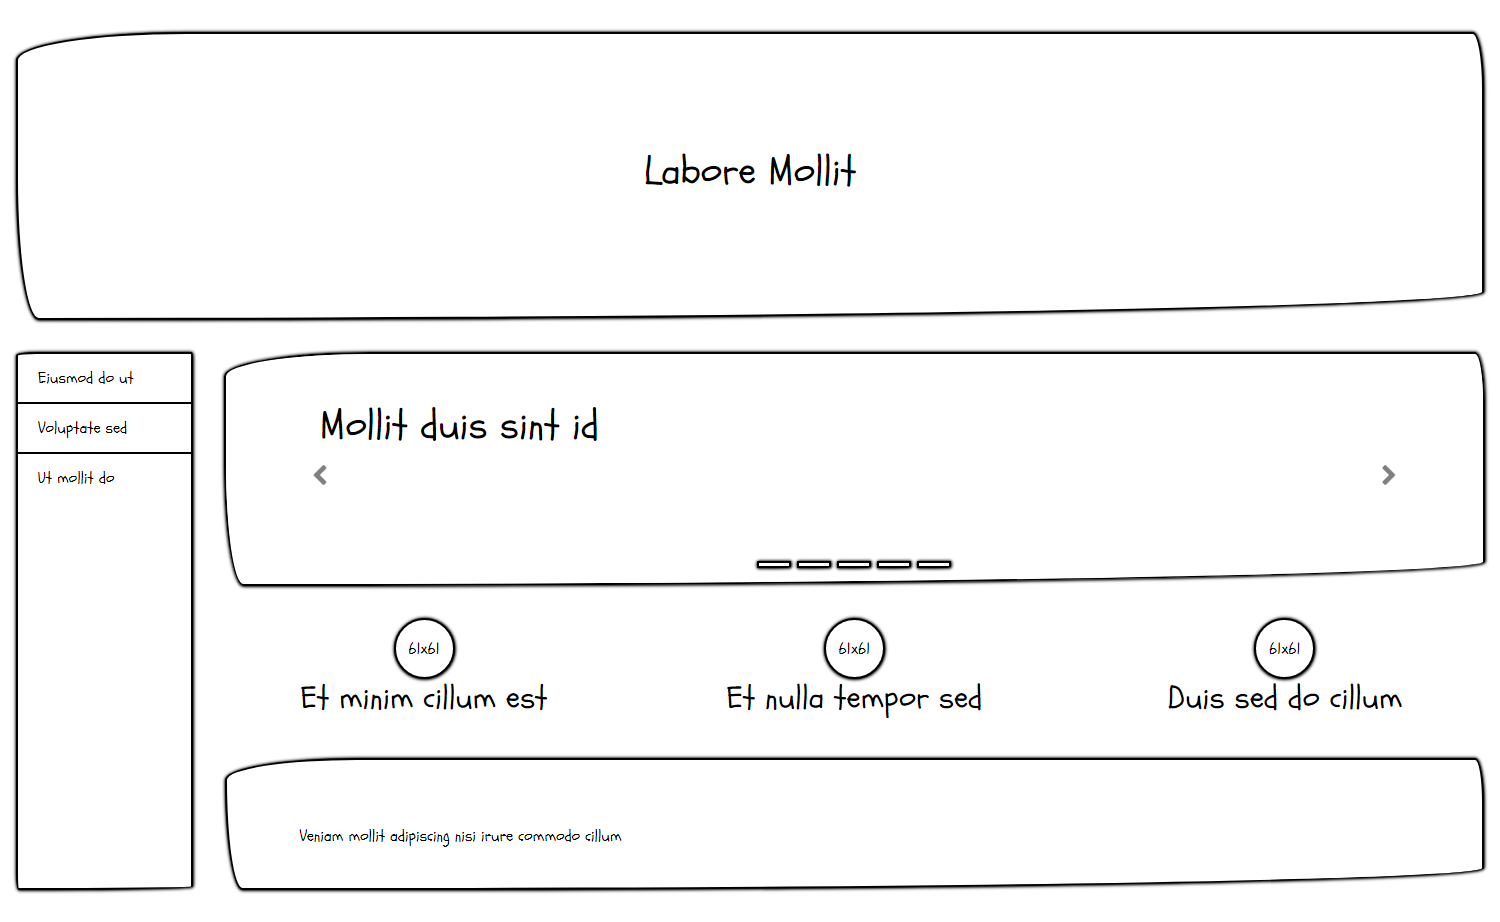 Labore Mollit
Eiusmod do ut
Voluptate sed
Ut mollit do
Mollit duis sint id
61x61
Et minim cillum est
61x61
Et nulla tempor sed
61x61
Duis sed do cillum
Veniam mollit adipiscing nisi irure commodo cillum